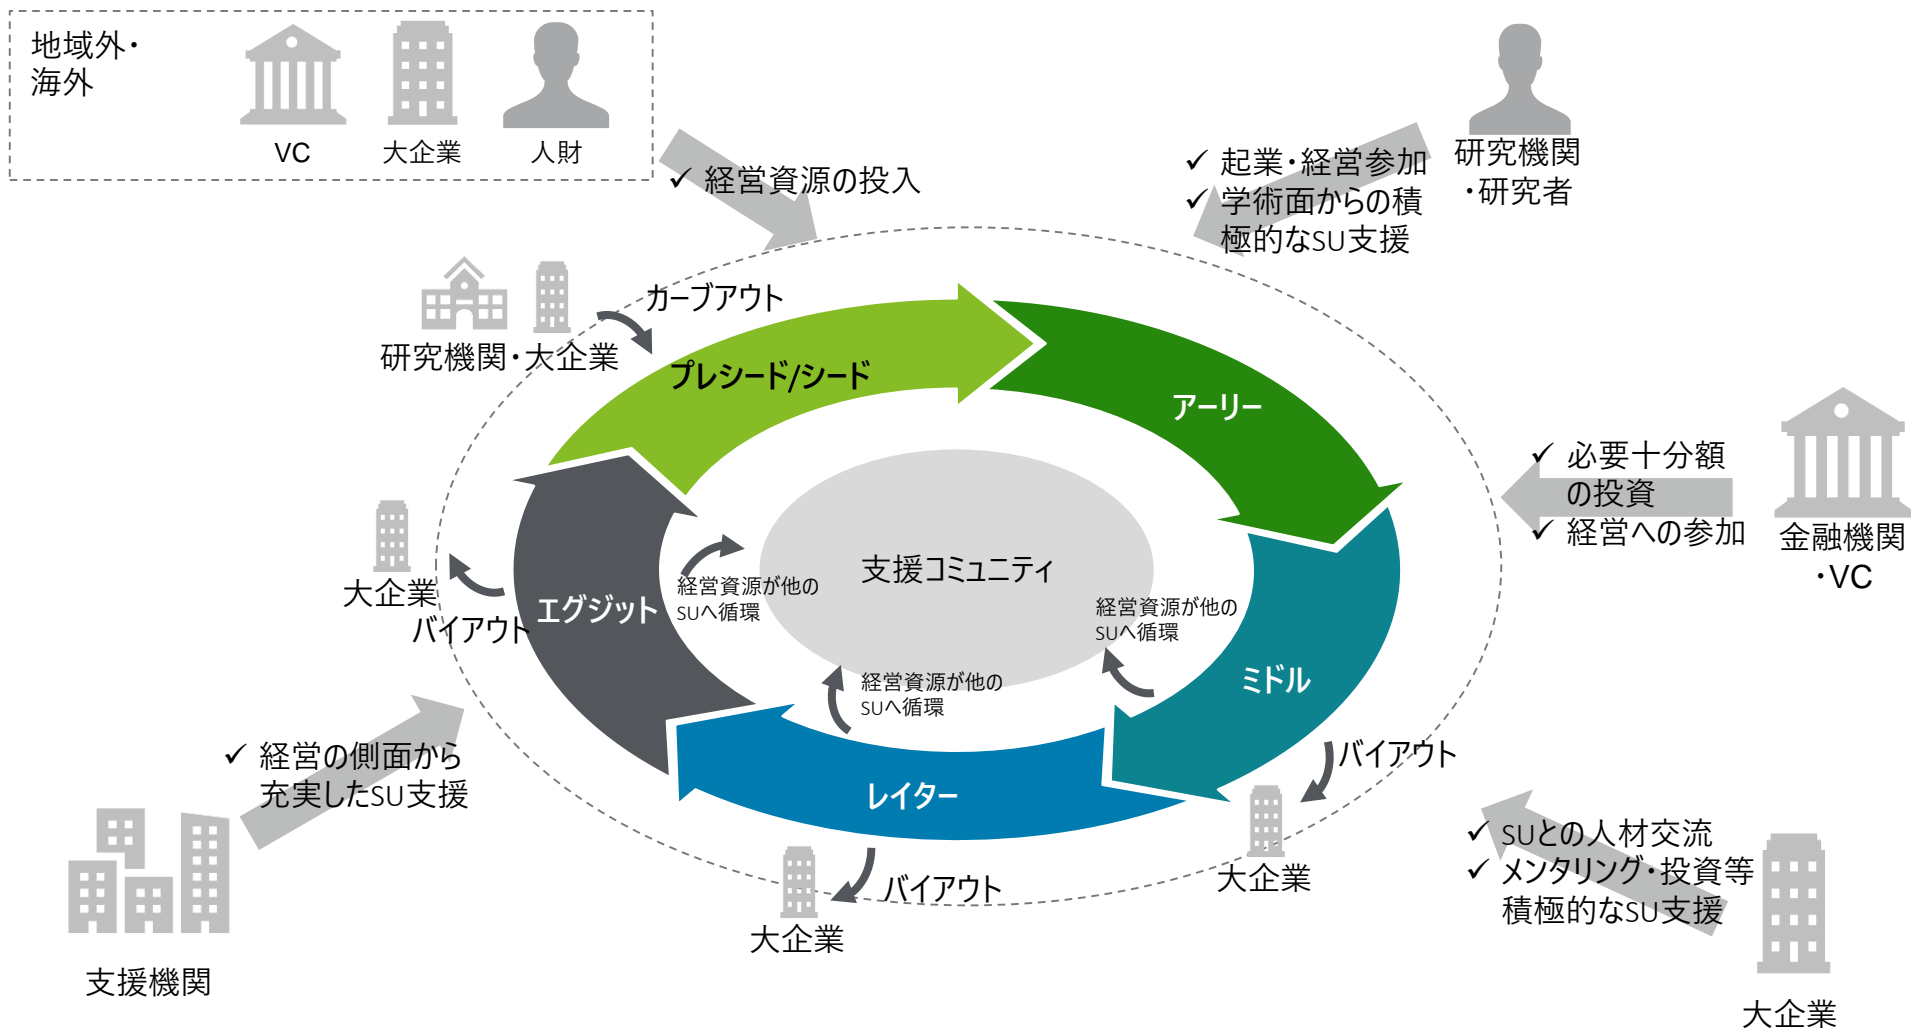 地域外・
海外
VC
大企業
人財
✓ 経営資源の投入
✓ 起業・経営参加
✓ 学術面からの積
極的なSU支援
研究機関
・研究者
カーブアウト
研究機関・大企業
プレシード/シード
アーリー
✓ 必要十分額
の投資
✓ 経営への参加
金融機関
・VC
支援コミュニティ
経営資源が他の
SUへ循環
経営資源が他の
SUへ循環
経営資源が他の
SUへ循環
大企業
バイアウト
エグジット
ミドル
レイター
バイアウト
大企業
バイアウト
大企業
✓ 経営の側面から
充実したSU支援
支援機関
✓ SUとの人材交流
✓ メンタリング・投資等
積極的なSU支援
大企業